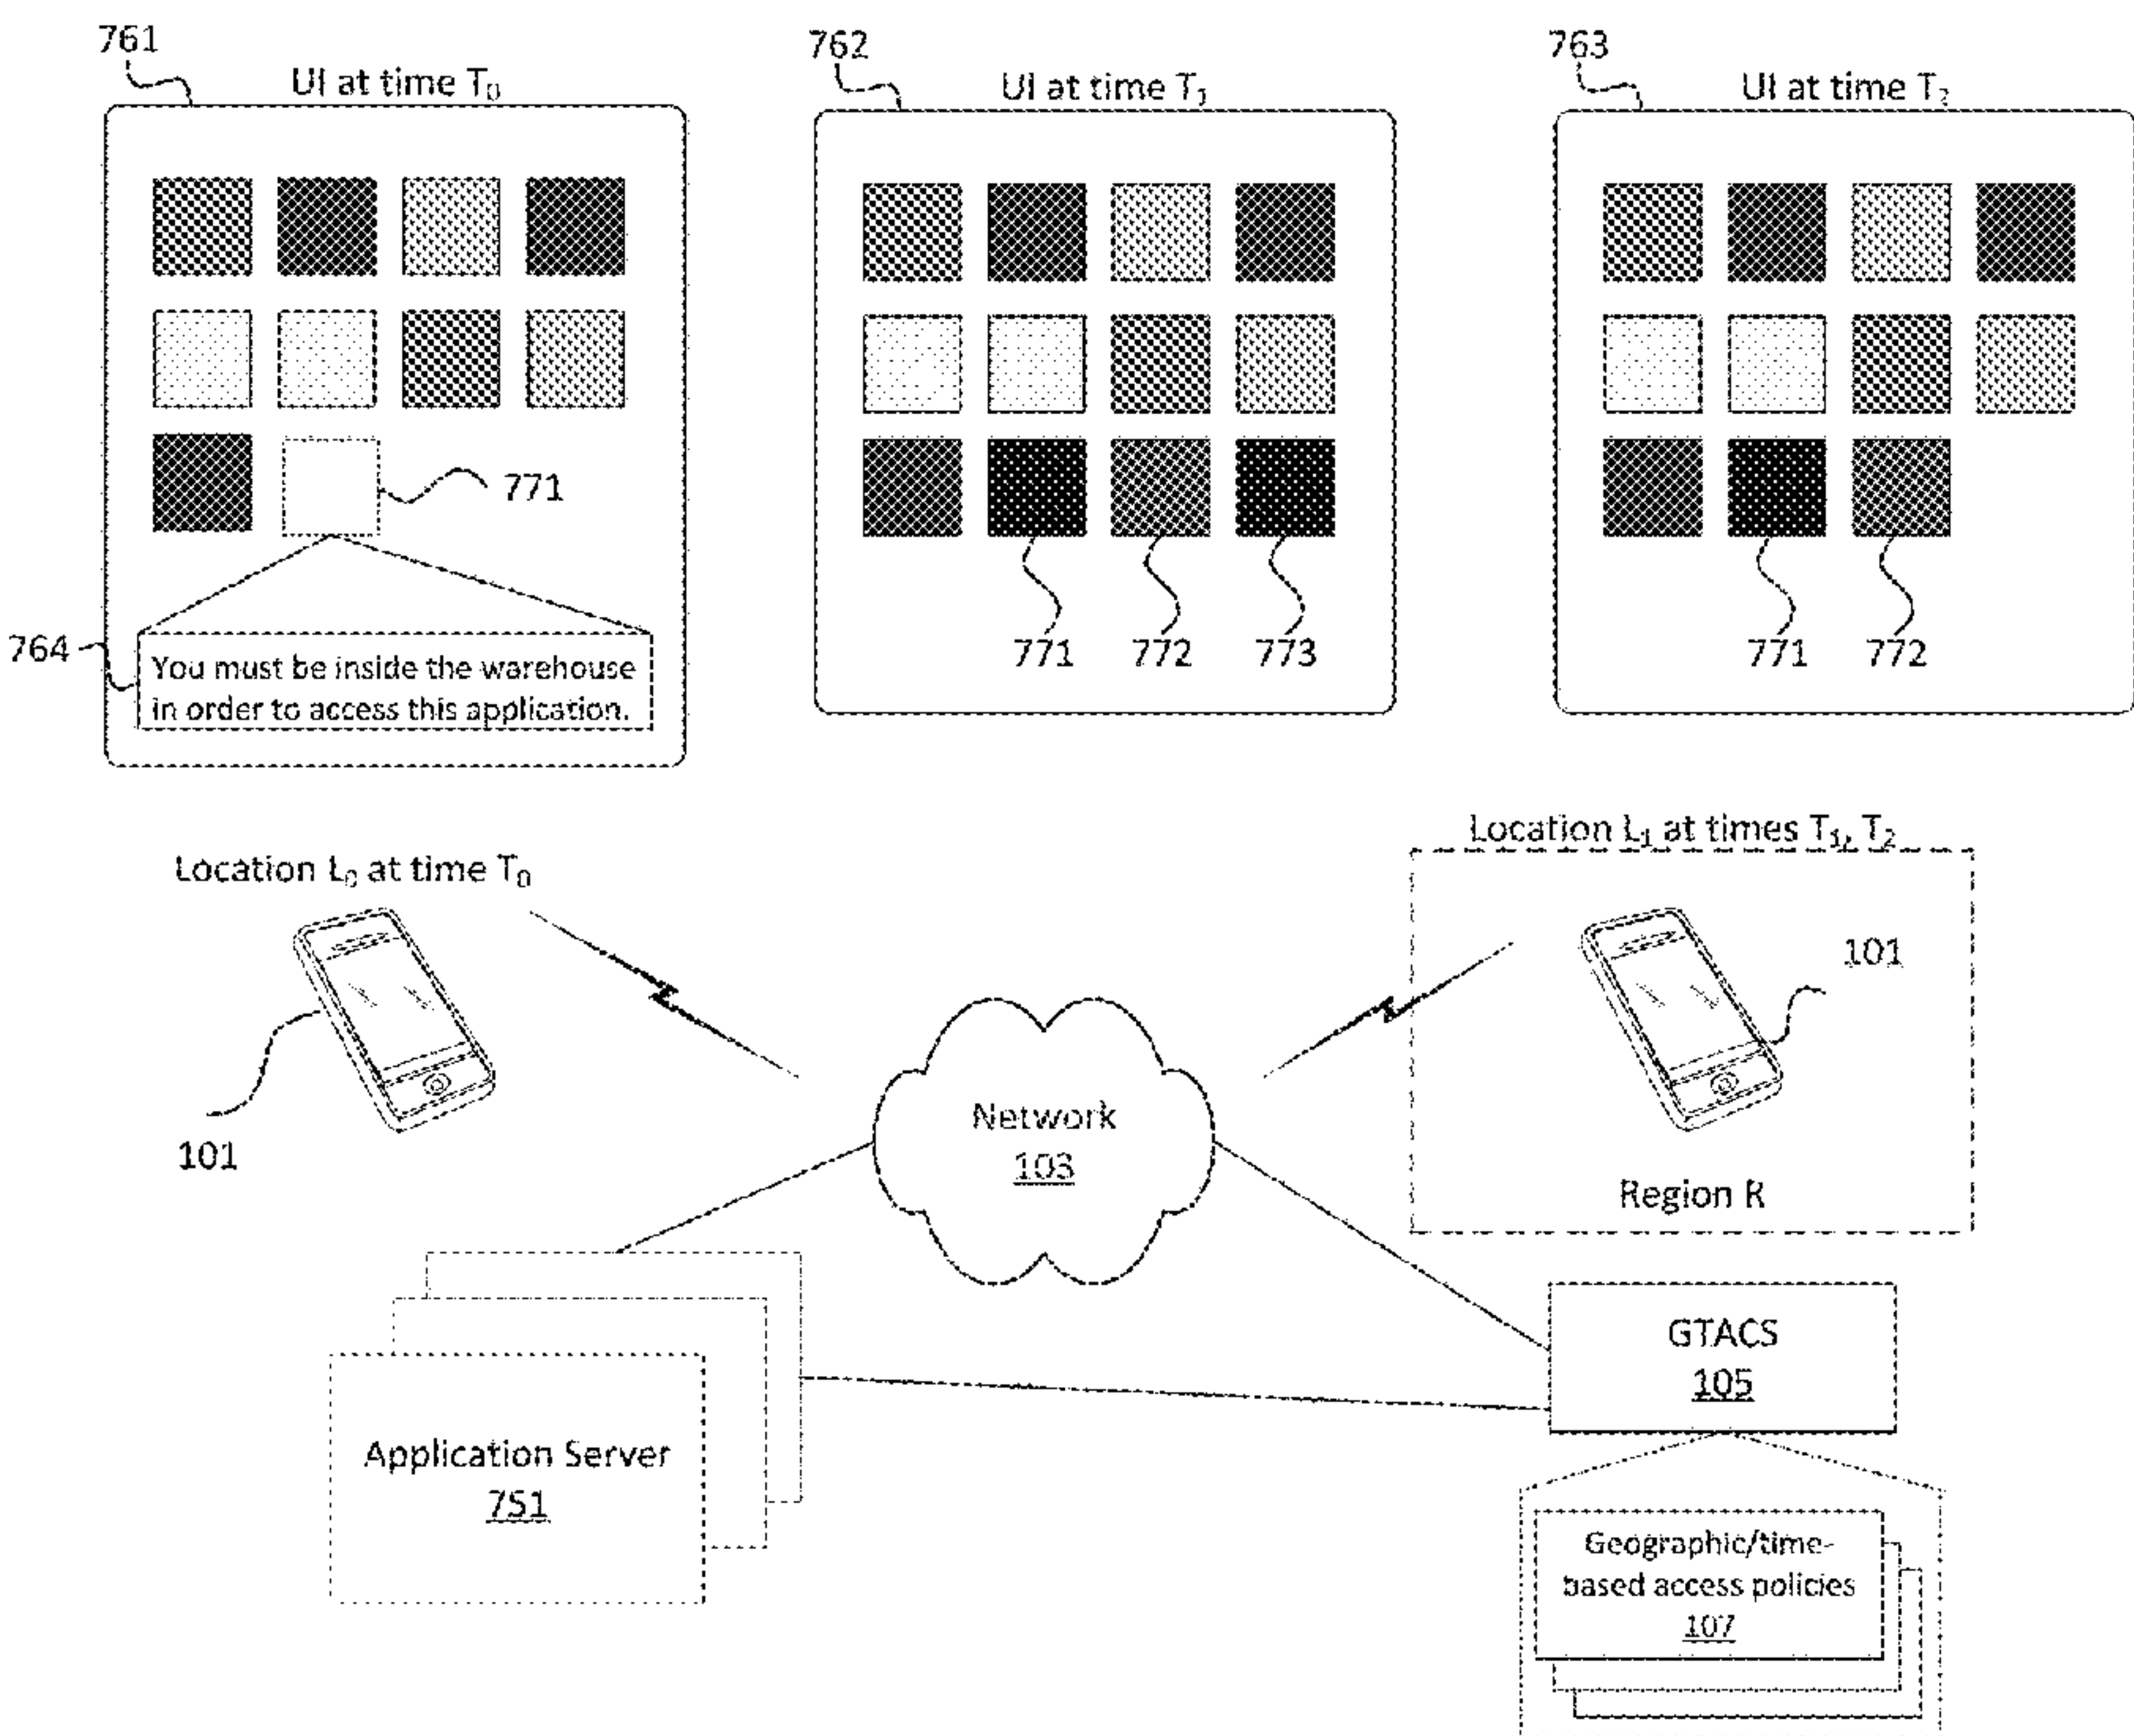 761
UI at time T₀
762
UI at time T₁
763
UI at time T₂
771
764
You must be inside the warehouse
in order to access this application.
771
772
773
771
772
Location L₀ at time T₀
Location L₁ at times T₁, T₂
101
101
Region R
Network
103
GTACS
105
Application Server
751
Geographic/time-
based access policies
107